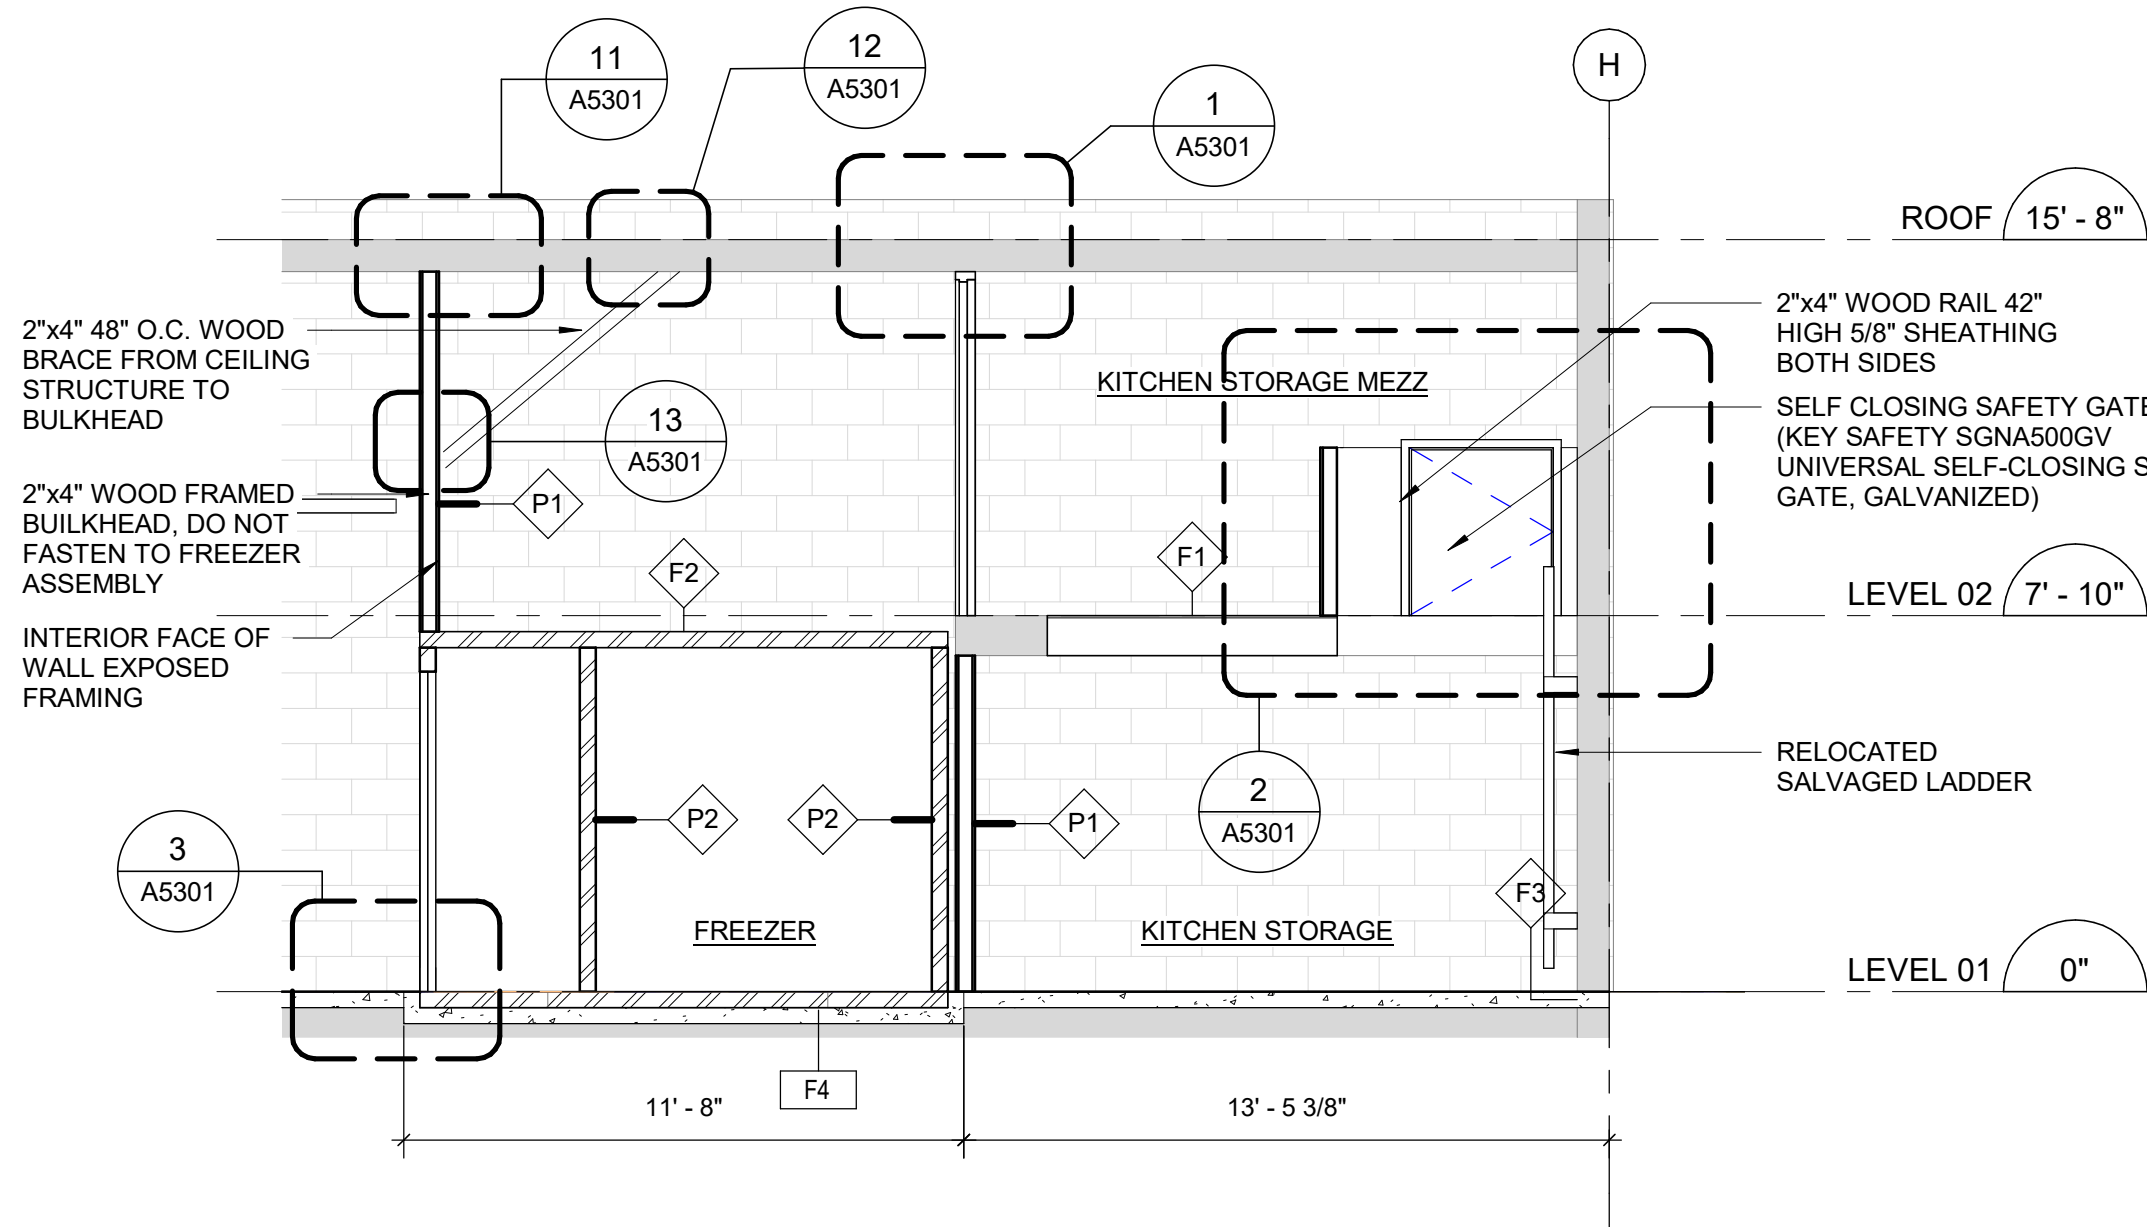 11
A5301
12
A5301
1
A5301
H
ROOF
15' - 8"
2"x4" 48" O.C. WOOD
BRACE FROM CEILING
STRUCTURE TO
BULKHEAD
2"x4" WOOD RAIL 42"
HIGH 5/8" SHEATHING
BOTH SIDES
KITCHEN STORAGE MEZZ
SELF CLOSING SAFETY GATE
(KEY SAFETY SGNA500GV
UNIVERSAL SELF-CLOSING S
GATE, GALVANIZED)
13
A5301
2"x4" WOOD FRAMED
BUILKHEAD, DO NOT
FASTEN TO FREEZER
ASSEMBLY
P1
F2
F1
LEVEL 02
7' - 10"
INTERIOR FACE OF
WALL EXPOSED
FRAMING
RELOCATED
SALVAGED LADDER
P2
P2
P1
2
A5301
3
A5301
F3
FREEZER
KITCHEN STORAGE
LEVEL 01
0"
F4
11' - 8"
13' - 5 3/8"